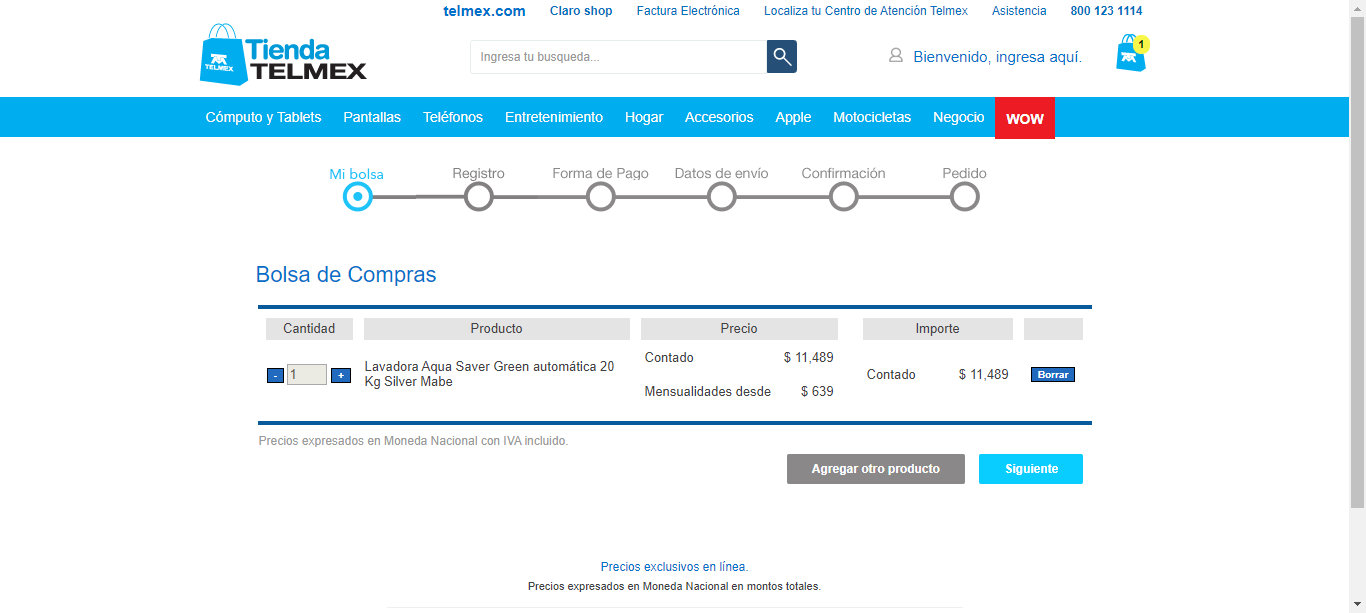 telmex.com Claro shop Factura Electrónica Localiza tu Centro de Atención Telmex Asistencia 800 123 1114
Tienda
TELMEX
TELMEX
Ingresa tu busqueda...
Bienvenido, ingresa aquí.
1
Cómputo y Tablets Pantallas Teléfonos Entretenimiento Hogar Accesorios Apple Motocicletas Negocio WOW
Mi bolsa Registro Forma de Pago Datos de envío Confirmación Pedido
Bolsa de Compras
Cantidad Producto Precio Importe
- 1 +
Lavadora Aqua Saver Green automática 20
Kg Silver Mabe
Contado $ 11,489
Mensualidades desde $ 639
Contado $ 11,489
Borrar
Precios expresados en Moneda Nacional con IVA incluido.
Agregar otro producto Siguiente
Precios exclusivos en línea.
Precios expresados en Moneda Nacional en montos totales.